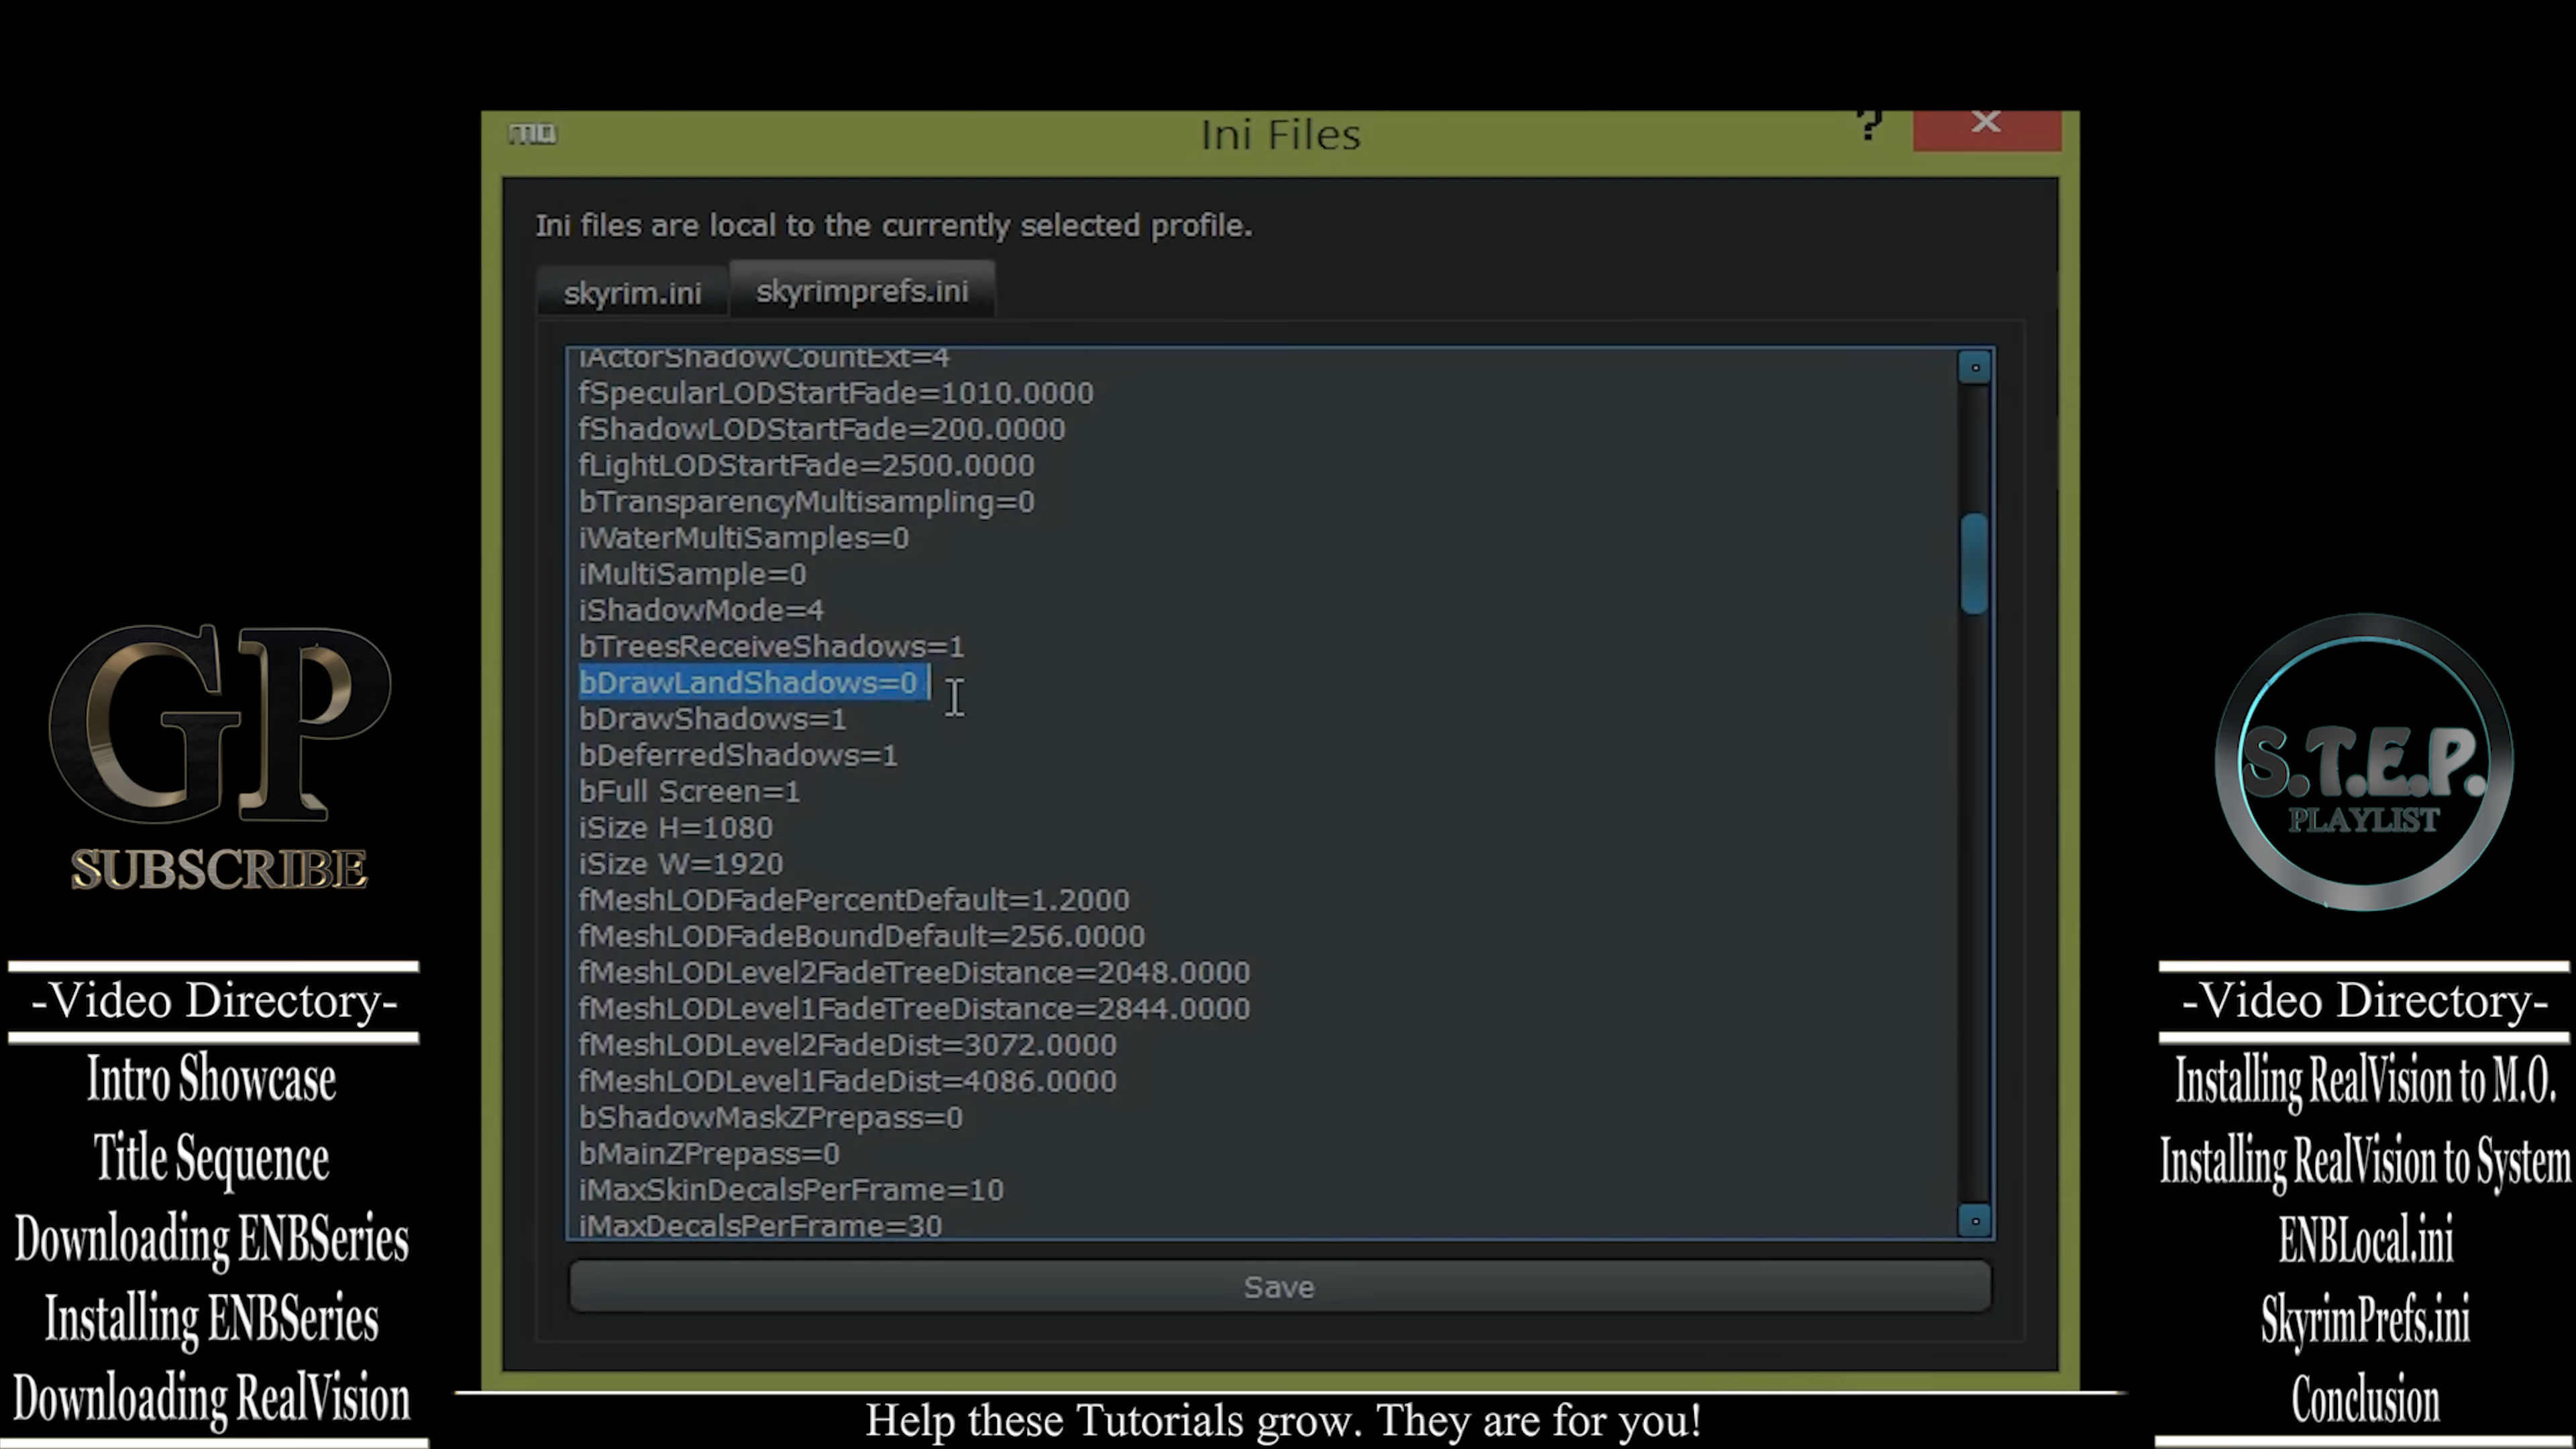 MO
Ini Files
?
X
Ini files are local to the currently selected profile.
skyrim.ini
skyrimprefs.ini
iActorShadowCountExt=4
fSpecularLODStartFade=1010.0000
fShadowLODStartFade=200.0000
fLightLODStartFade=2500.0000
bTransparencyMultisampling=0
iWaterMultiSamples=0
iMultiSample=0
iShadowMode=4
bTreesReceiveShadows=1
bDrawLandShadows=0
bDrawShadows=1
bDeferredShadows=1
bFull Screen=1
iSize H=1080
iSize W=1920
fMeshLODFadePercentDefault=1.2000
fMeshLODFadeBoundDefault=256.0000
fMeshLODLevel2FadeTreeDistance=2048.0000
fMeshLODLevel1FadeTreeDistance=2844.0000
fMeshLODLevel2FadeDist=3072.0000
fMeshLODLevel1FadeDist=4086.0000
bShadowMaskZPrepass=0
bMainZPrepass=0
iMaxSkinDecalsPerFrame=10
iMaxDecalsPerFrame=30
Save
GP
SUBSCRIBE
-Video Directory-
Intro Showcase
Title Sequence
Downloading ENBSeries
Installing ENBSeries
Downloading RealVision
S.T.E.P.
PLAYLIST
-Video Directory-
Installing RealVision to M.O.
Installing RealVision to System
ENBLocal.ini
SkyrimPrefs.ini
Conclusion
Help these Tutorials grow. They are for you!